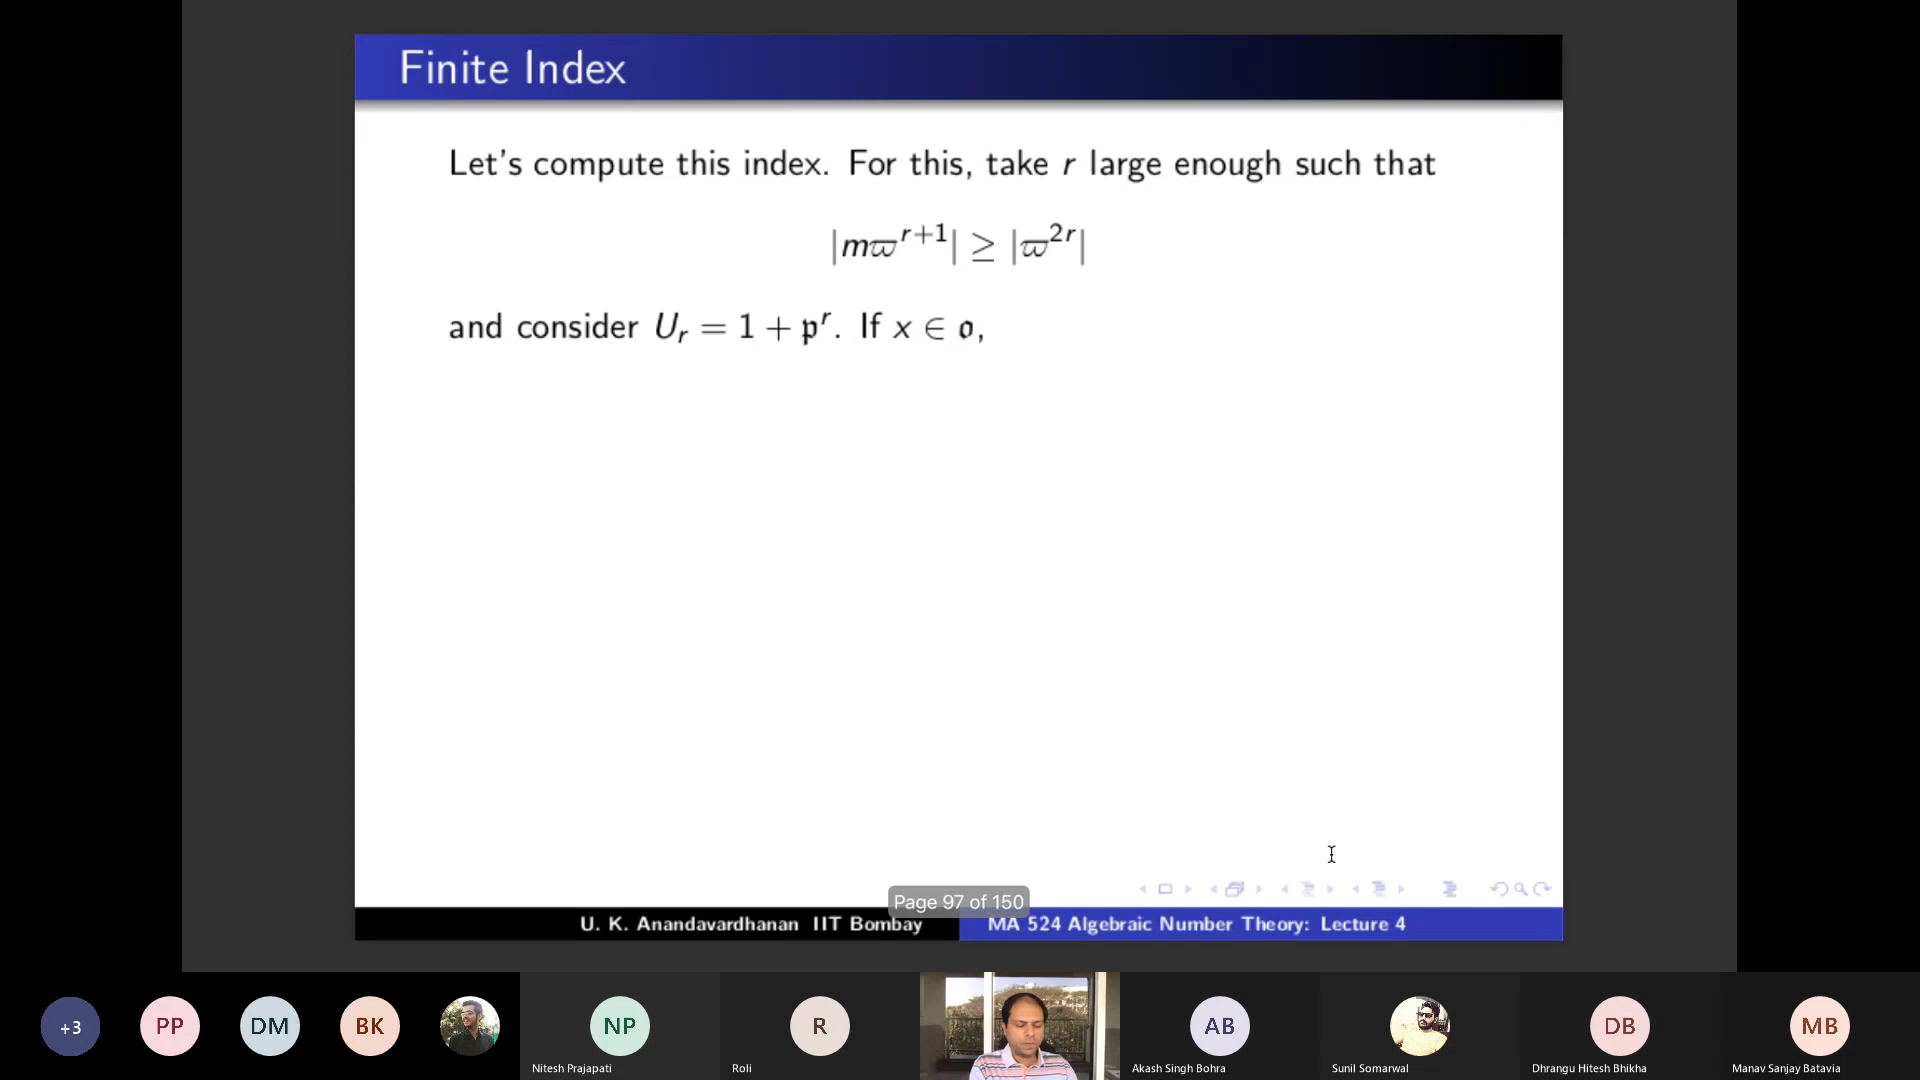 Finite Index
Let's compute this index. For this, take r large enough such that
|mϖ^{r+1}| ≥ |ϖ^{2r}|
and consider U_r = 1 + 𝔭^r. If x ∈ 𝔬,
Page 97 of 150
U. K. Anandavardhanan IIT Bombay
MA 524 Algebraic Number Theory: Lecture 4
+3
PP
DM
BK
NP
R
AB
DB
MB
Nitesh Prajapati
Roli
Akash Singh Bohra
Sunil Somarwal
Dhrangu Hitesh Bhikha
Manav Sanjay Batavia